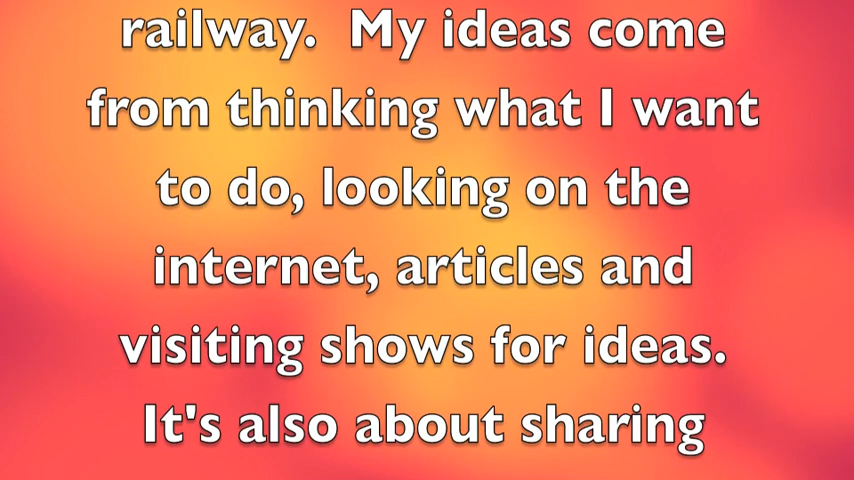 railway.  My ideas come
from thinking what I want
to do, looking on the
internet, articles and
visiting shows for ideas.
It's also about sharing